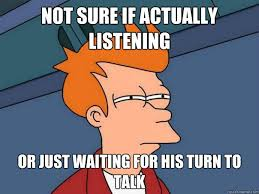 NOT SURE IF ACTUALLY
LISTENING
OR JUST WAITING FOR HIS TURN TO
TALK